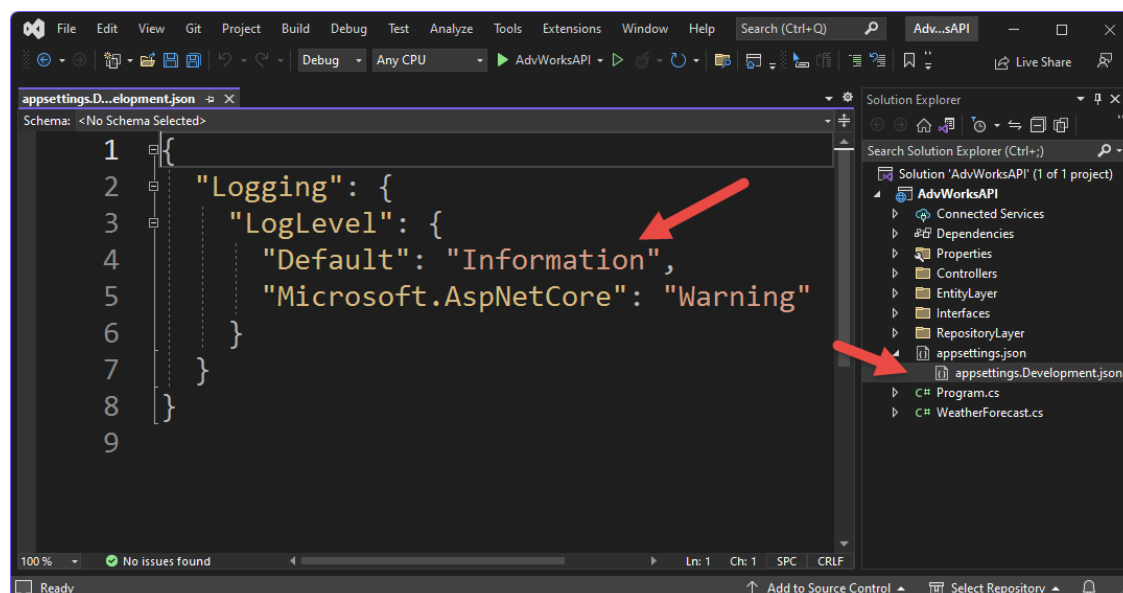 File Edit View Git Project Build Debug Test Analyze Tools Extensions Window Help Search (Ctrl+Q) Adv...sAPI
Debug Any CPU AdvWorksAPI Live Share
appsettings.D...elopment.json
Schema: <No Schema Selected>
1 {
2 "Logging": {
3 "LogLevel": {
4 "Default": "Information",
5 "Microsoft.AspNetCore": "Warning"
6 }
7 }
8 }
9
100 % No issues found Ln: 1 Ch: 1 SPC CRLF
Solution Explorer
Search Solution Explorer (Ctrl+;)
Solution 'AdvWorksAPI' (1 of 1 project)
AdvWorksAPI
Connected Services
Dependencies
Properties
Controllers
EntityLayer
Interfaces
RepositoryLayer
appsettings.json
appsettings.Development.json
C# Program.cs
C# WeatherForecast.cs
Ready Add to Source Control Select Repository